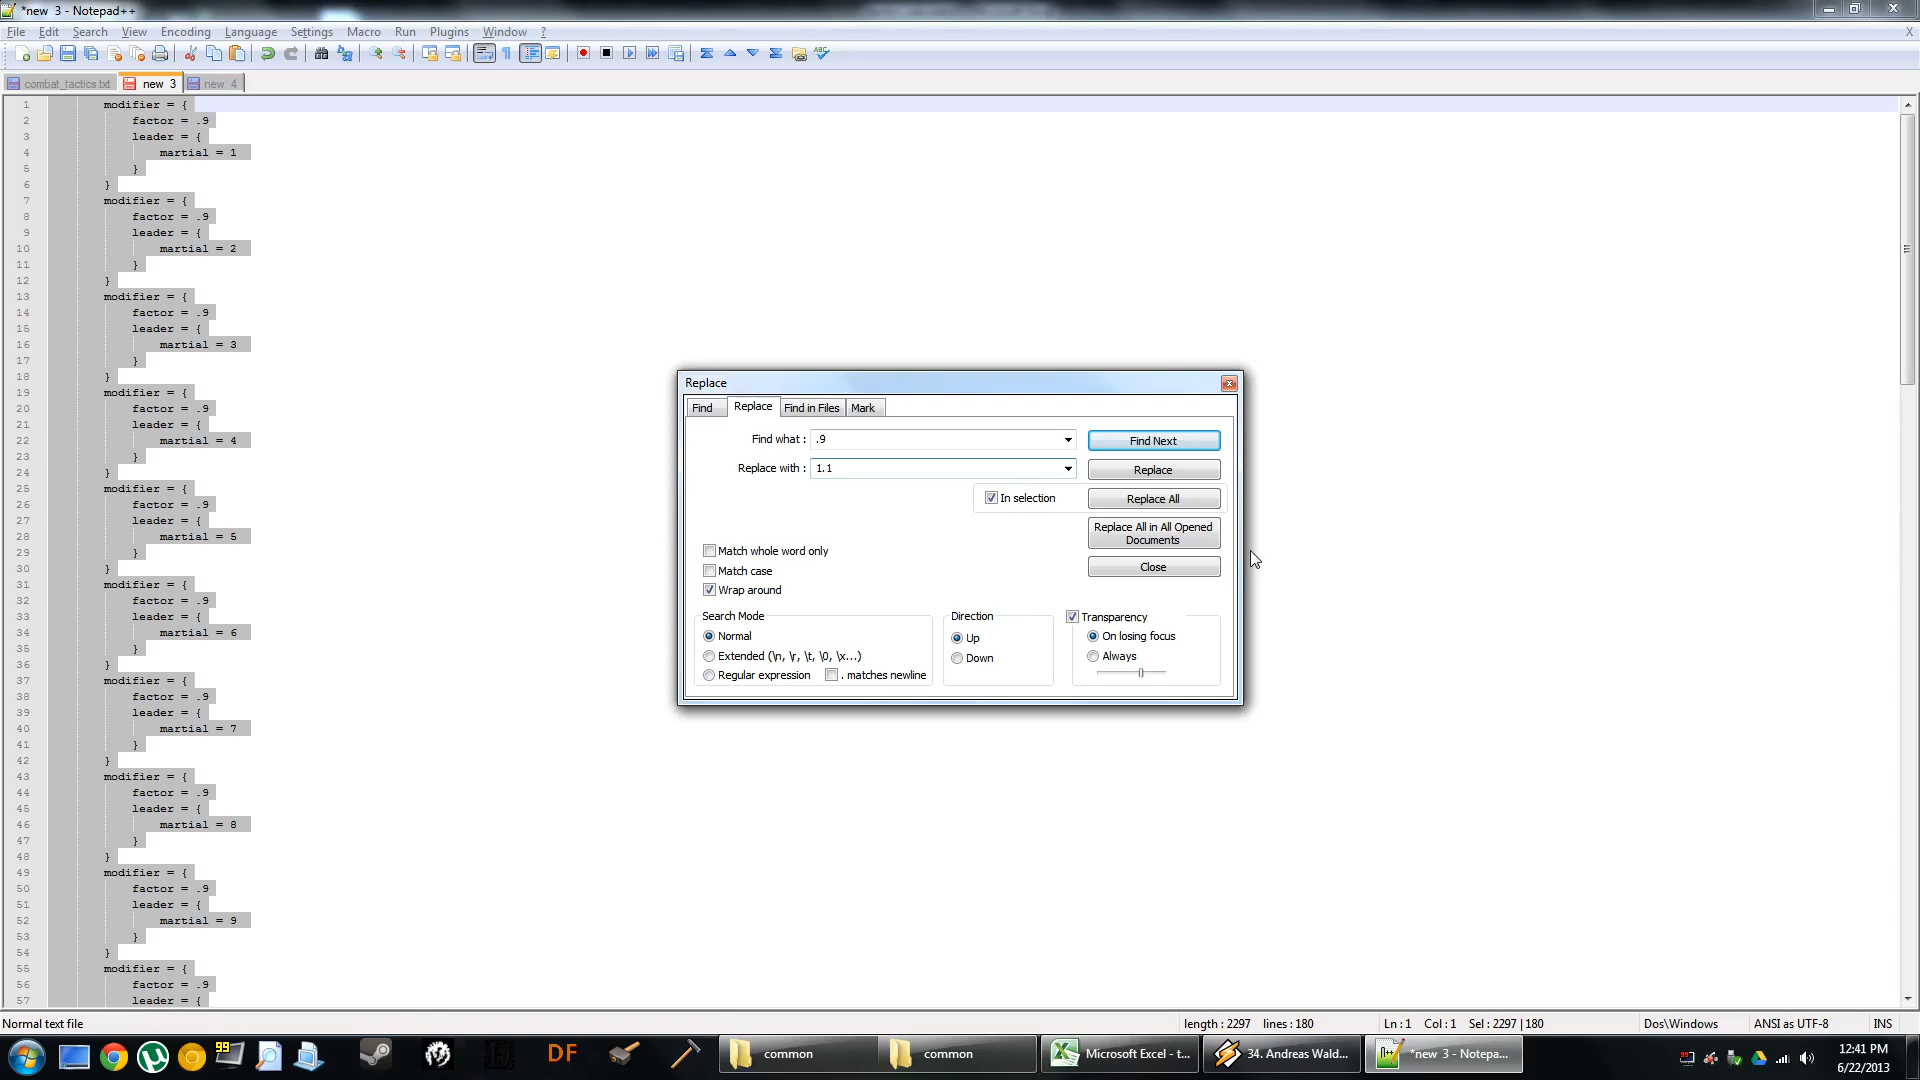 *new  3 - Notepad++
File Edit Search View Encoding Language Settings Macro Run Plugins Window ? X
combat_tactics.txt new  3 new  4
1 modifier = {
2 factor = .9
3 leader = {
4 martial = 1
5 }
6 }
7 modifier = {
8 factor = .9
9 leader = {
10 martial = 2
11 }
12 }
13 modifier = {
14 factor = .9
15 leader = {
16 martial = 3
17 }
18 }
19 modifier = {
20 factor = .9
21 leader = {
22 martial = 4
23 }
24 }
25 modifier = {
26 factor = .9
27 leader = {
28 martial = 5
29 }
30 }
31 modifier = {
32 factor = .9
33 leader = {
34 martial = 6
35 }
36 }
37 modifier = {
38 factor = .9
39 leader = {
40 martial = 7
41 }
42 }
43 modifier = {
44 factor = .9
45 leader = {
46 martial = 8
47 }
48 }
49 modifier = {
50 factor = .9
51 leader = {
52 martial = 9
53 }
54 }
55 modifier = {
56 factor = .9
57 leader = {
Replace
Find Replace Find in Files Mark
Find what : .9 Find Next
Replace with : 1.1 Replace
In selection Replace All
Replace All in All Opened
Documents
Match whole word only Close
Match case
Wrap around
Search Mode Direction Transparency
Normal Up On losing focus
Extended (\n, \r, \t, \0, \x...) Down Always
Regular expression . matches newline
Normal text file length : 2297 lines : 180 Ln : 1 Col : 1 Sel : 2297 | 180 Dos\Windows ANSI as UTF-8 INS
99 DF common common Microsoft Excel - t... 34. Andreas Wald... *new  3 - Notepa... 12:41 PM
6/22/2013